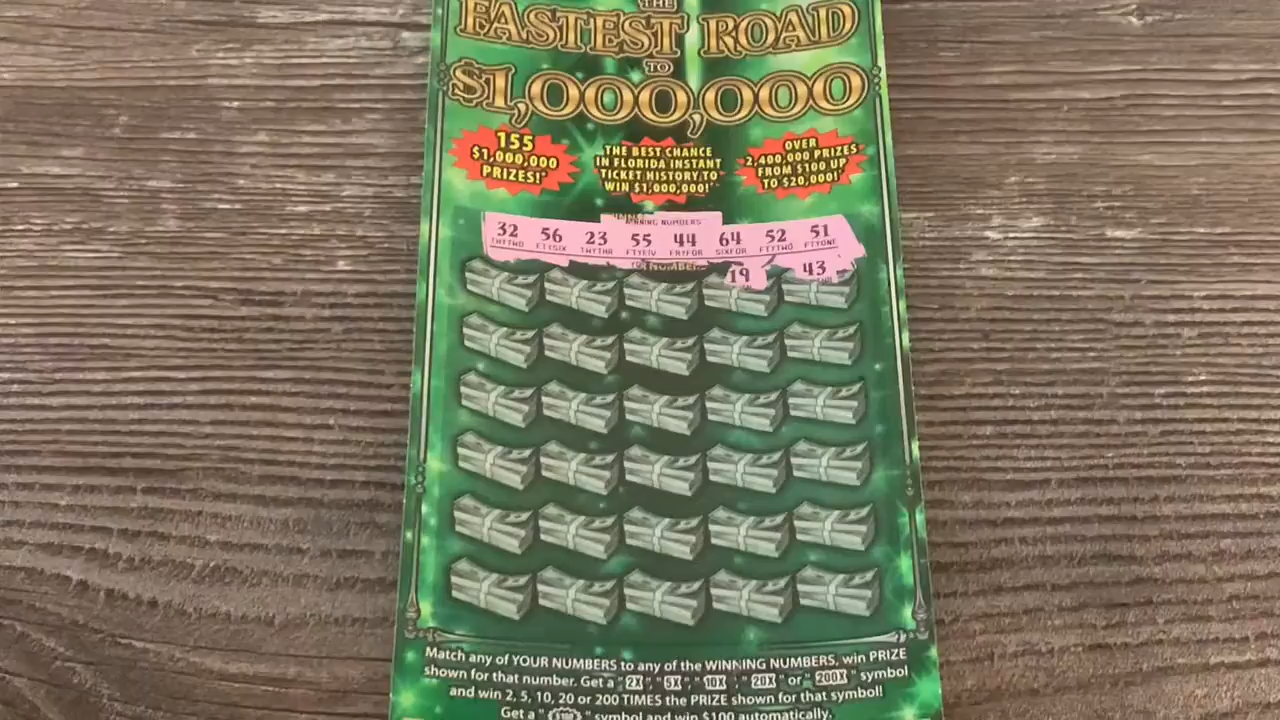 THE
FASTEST ROAD
TO
$1,000,000
155
$1,000,000
PRIZES!*
THE BEST CHANCE
IN FLORIDA INSTANT
TICKET HISTORY TO
WIN $1,000,000!*
OVER
2,400,000 PRIZES
FROM $100 UP
TO $20,000!*
WINNING NUMBERS
32 56 23 55 44 64 52 51
THYTWO FTYSIX TWYTHR FTYFIV FRYFOR SIXFOR FTYTWO FTYONE
19 43
Match any of YOUR NUMBERS to any of the WINNING NUMBERS, win PRIZE
shown for that number. Get a "2X", "5X", "10X", "20X" or "200X" symbol
and win 2, 5, 10, 20 or 200 TIMES the PRIZE shown for that symbol!
Get a "$100" symbol and win $100 automatically.